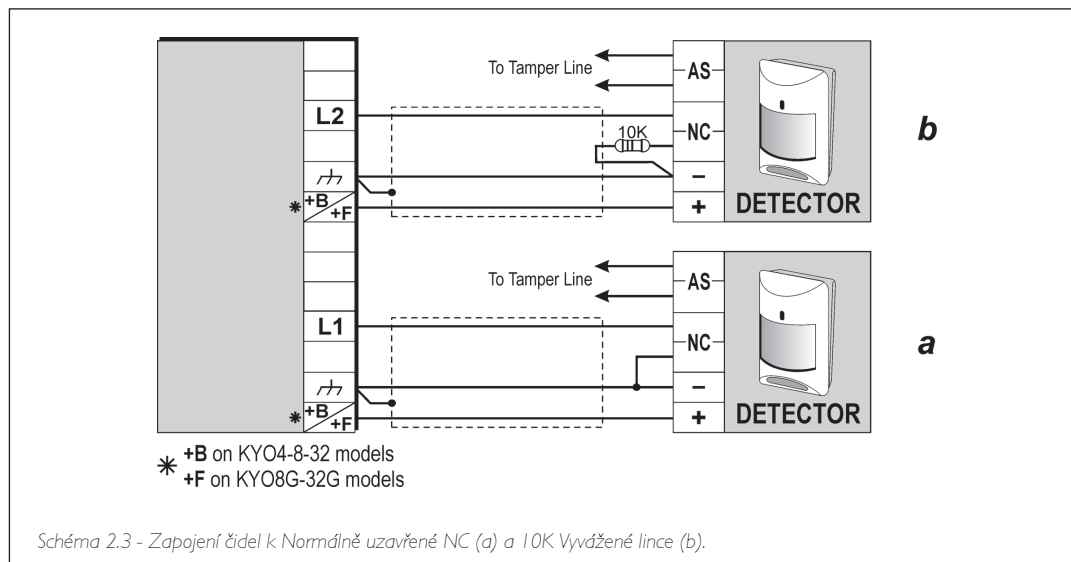 To Tamper Line
AS
L2
NC
10K
−
+B
+F
+
DETECTOR
b
To Tamper Line
AS
L1
NC
−
+B
+F
+
DETECTOR
a
* +B on KYO4-8-32 models
+F on KYO8G-32G models
Schéma 2.3 - Zapojení čidel k Normálně uzavřené NC (a) a 10K Vyvážené lince (b).